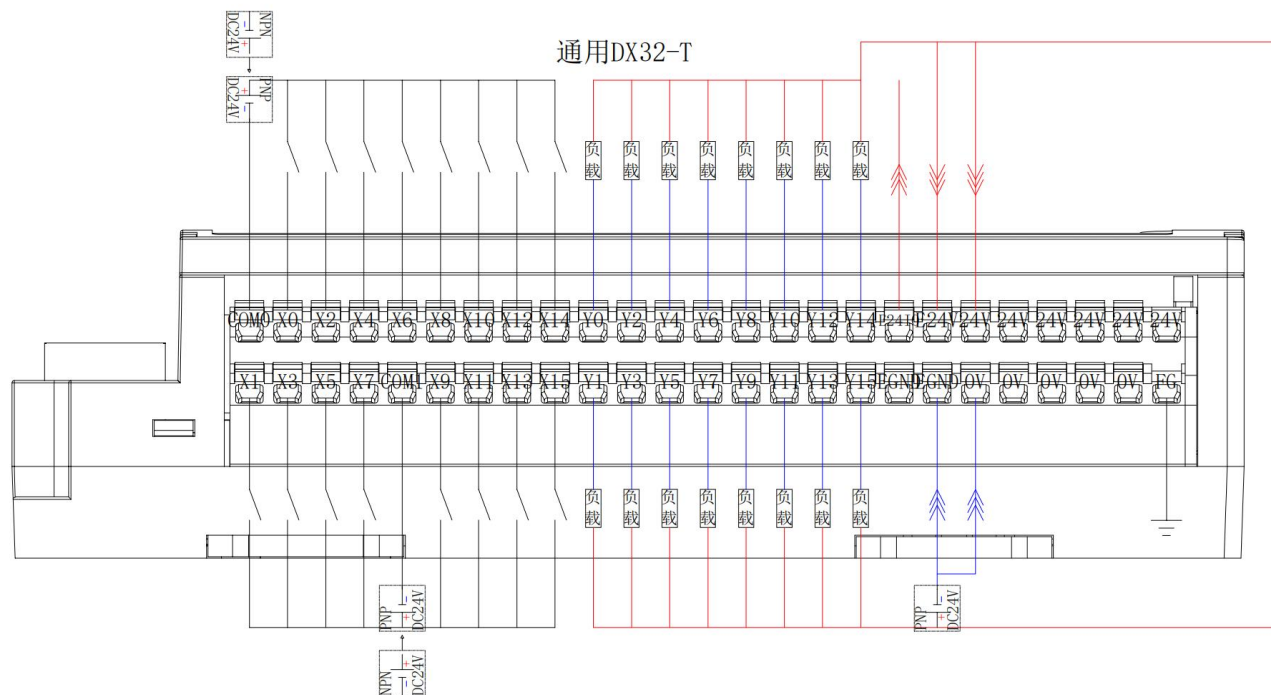 NPN
DC24V
通用DX32-T
PNP
DC24V
负载 负载 负载 负载 负载 负载 负载 负载
COM0 X0 X2 X4 X6 X8 X10 X12 X14 Y0 Y2 Y4 Y6 Y8 Y10 Y12 Y14 E24V 24V 24V 24V 24V 24V 24V
X1 X3 X5 X7 COM1 X9 X11 X13 X15 Y1 Y3 Y5 Y7 Y9 Y11 Y13 Y15 EGND EGND 0V 0V 0V 0V 0V FG
负载 负载 负载 负载 负载 负载 负载 负载
PNP
DC24V
PNP
DC24V
NPN
DC24V